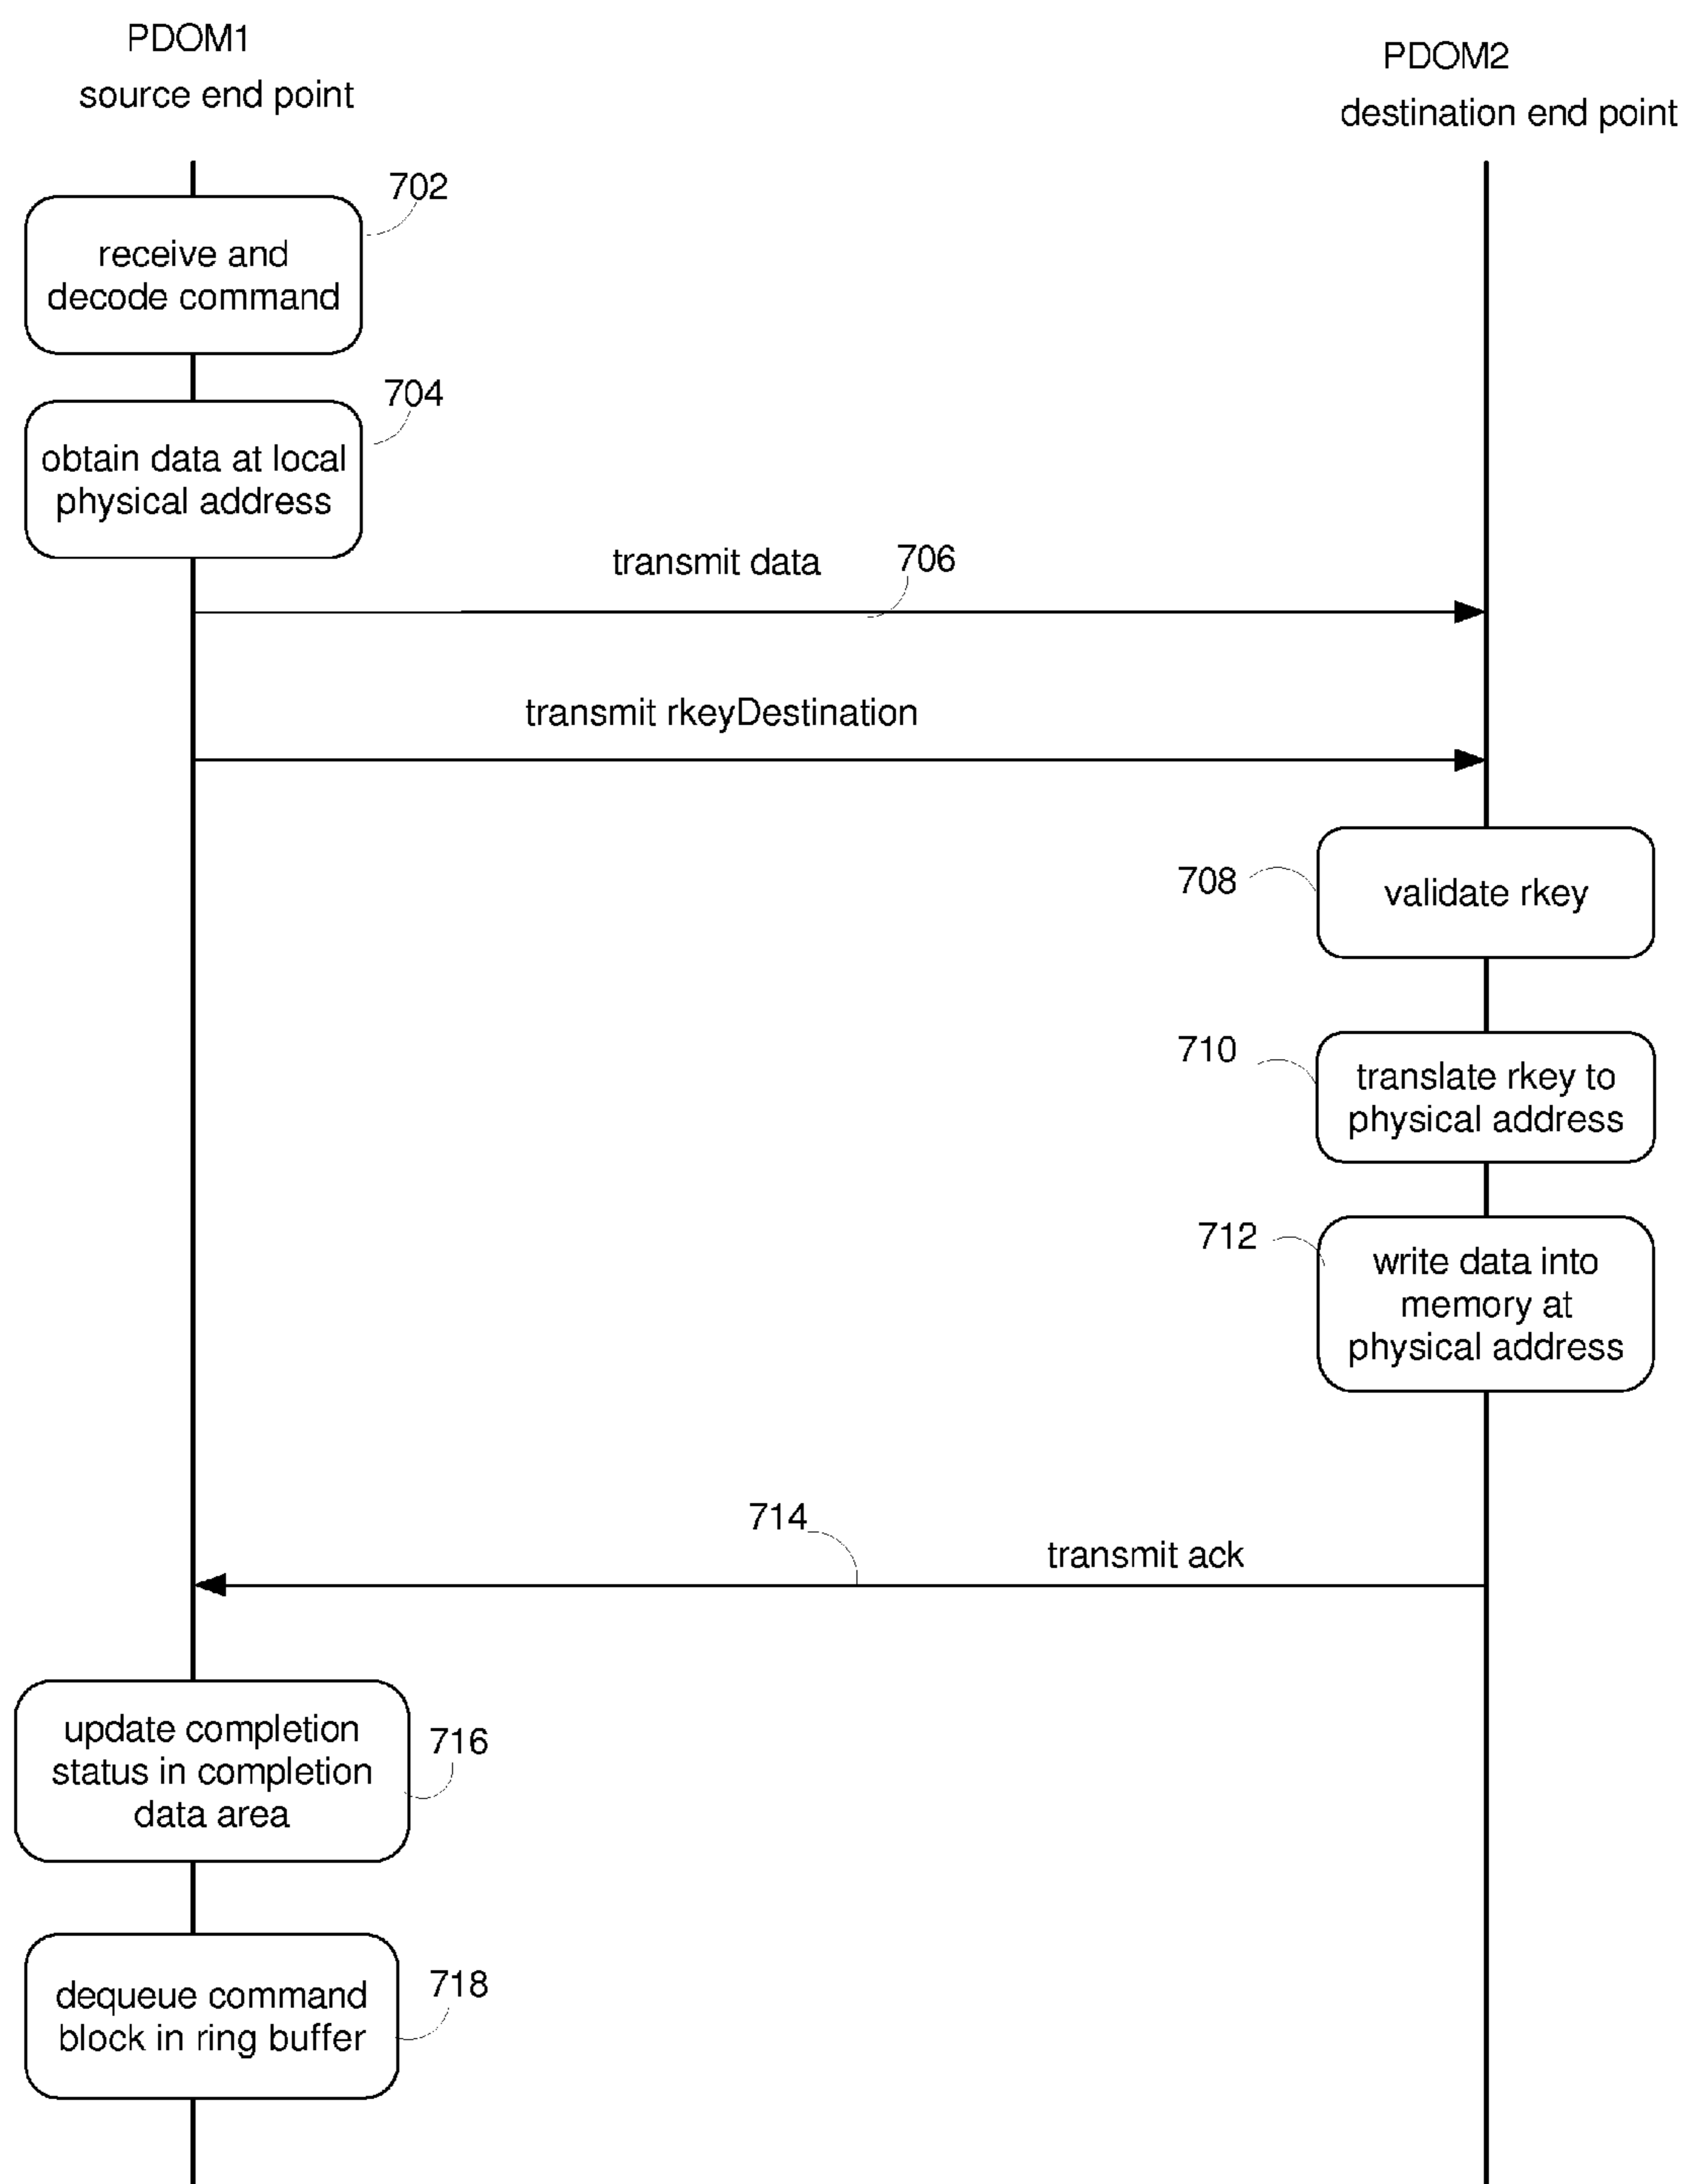 PDOM1
source end point
PDOM2
destination end point
702
receive and
decode command
704
obtain data at local
physical address
transmit data
706
transmit rkeyDestination
708
validate rkey
710
translate rkey to
physical address
712
write data into
memory at
physical address
714
transmit ack
update completion
status in completion
data area
716
dequeue command
block in ring buffer
718